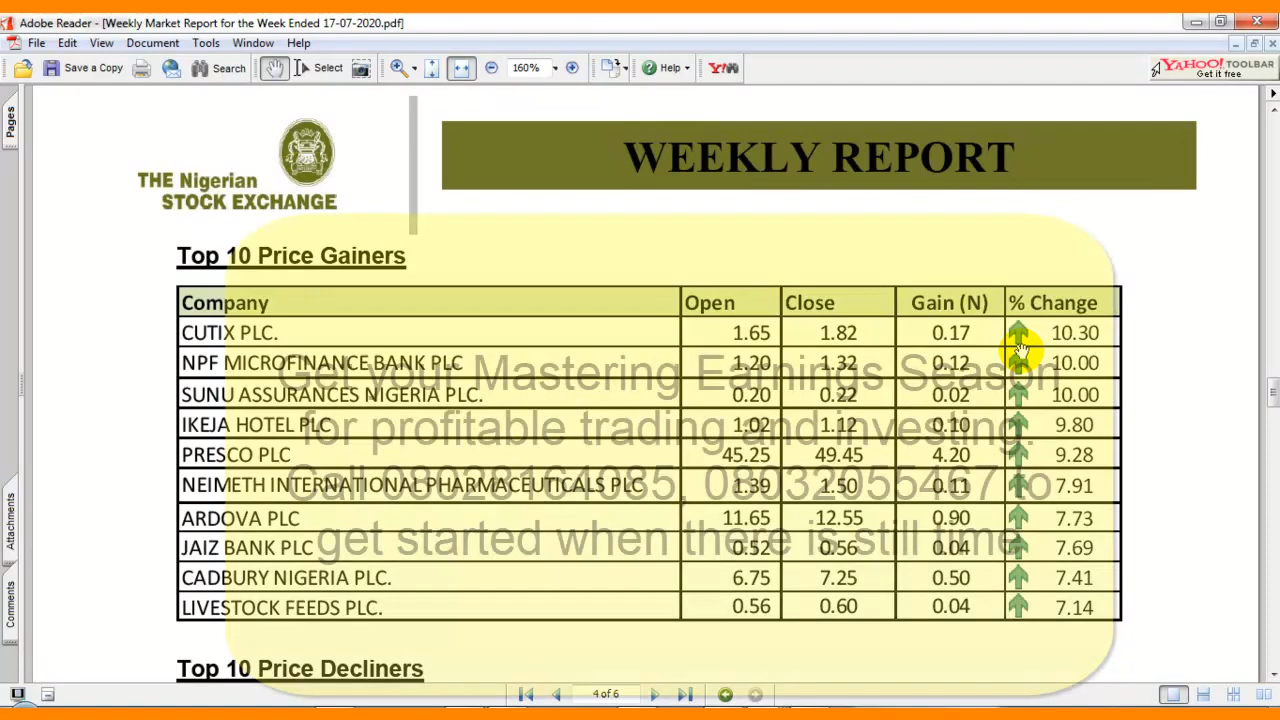 Adobe Reader - [Weekly Market Report for the Week Ended 17-07-2020.pdf]
File Edit View Document Tools Window Help
Save a Copy Search Select 160% Help Y! YAHOO! TOOLBAR
Get it free
Pages
Attachments
Comments
THE Nigerian
STOCK EXCHANGE
WEEKLY REPORT
Top 10 Price Gainers
Company Open Close Gain (N) % Change
CUTIX PLC. 1.65 1.82 0.17 10.30
NPF MICROFINANCE BANK PLC 1.20 1.32 0.12 10.00
SUNU ASSURANCES NIGERIA PLC. 0.20 0.22 0.02 10.00
IKEJA HOTEL PLC 1.02 1.12 0.10 9.80
PRESCO PLC 45.25 49.45 4.20 9.28
NEIMETH INTERNATIONAL PHARMACEUTICALS PLC 1.39 1.50 0.11 7.91
ARDOVA PLC 11.65 12.55 0.90 7.73
JAIZ BANK PLC 0.52 0.56 0.04 7.69
CADBURY NIGERIA PLC. 6.75 7.25 0.50 7.41
LIVESTOCK FEEDS PLC. 0.56 0.60 0.04 7.14
Get your Mastering Earnings Season
for profitable trading and investing.
Call 08028164085, 08032055467 to
get started when there is still time
Top 10 Price Decliners
4 of 6